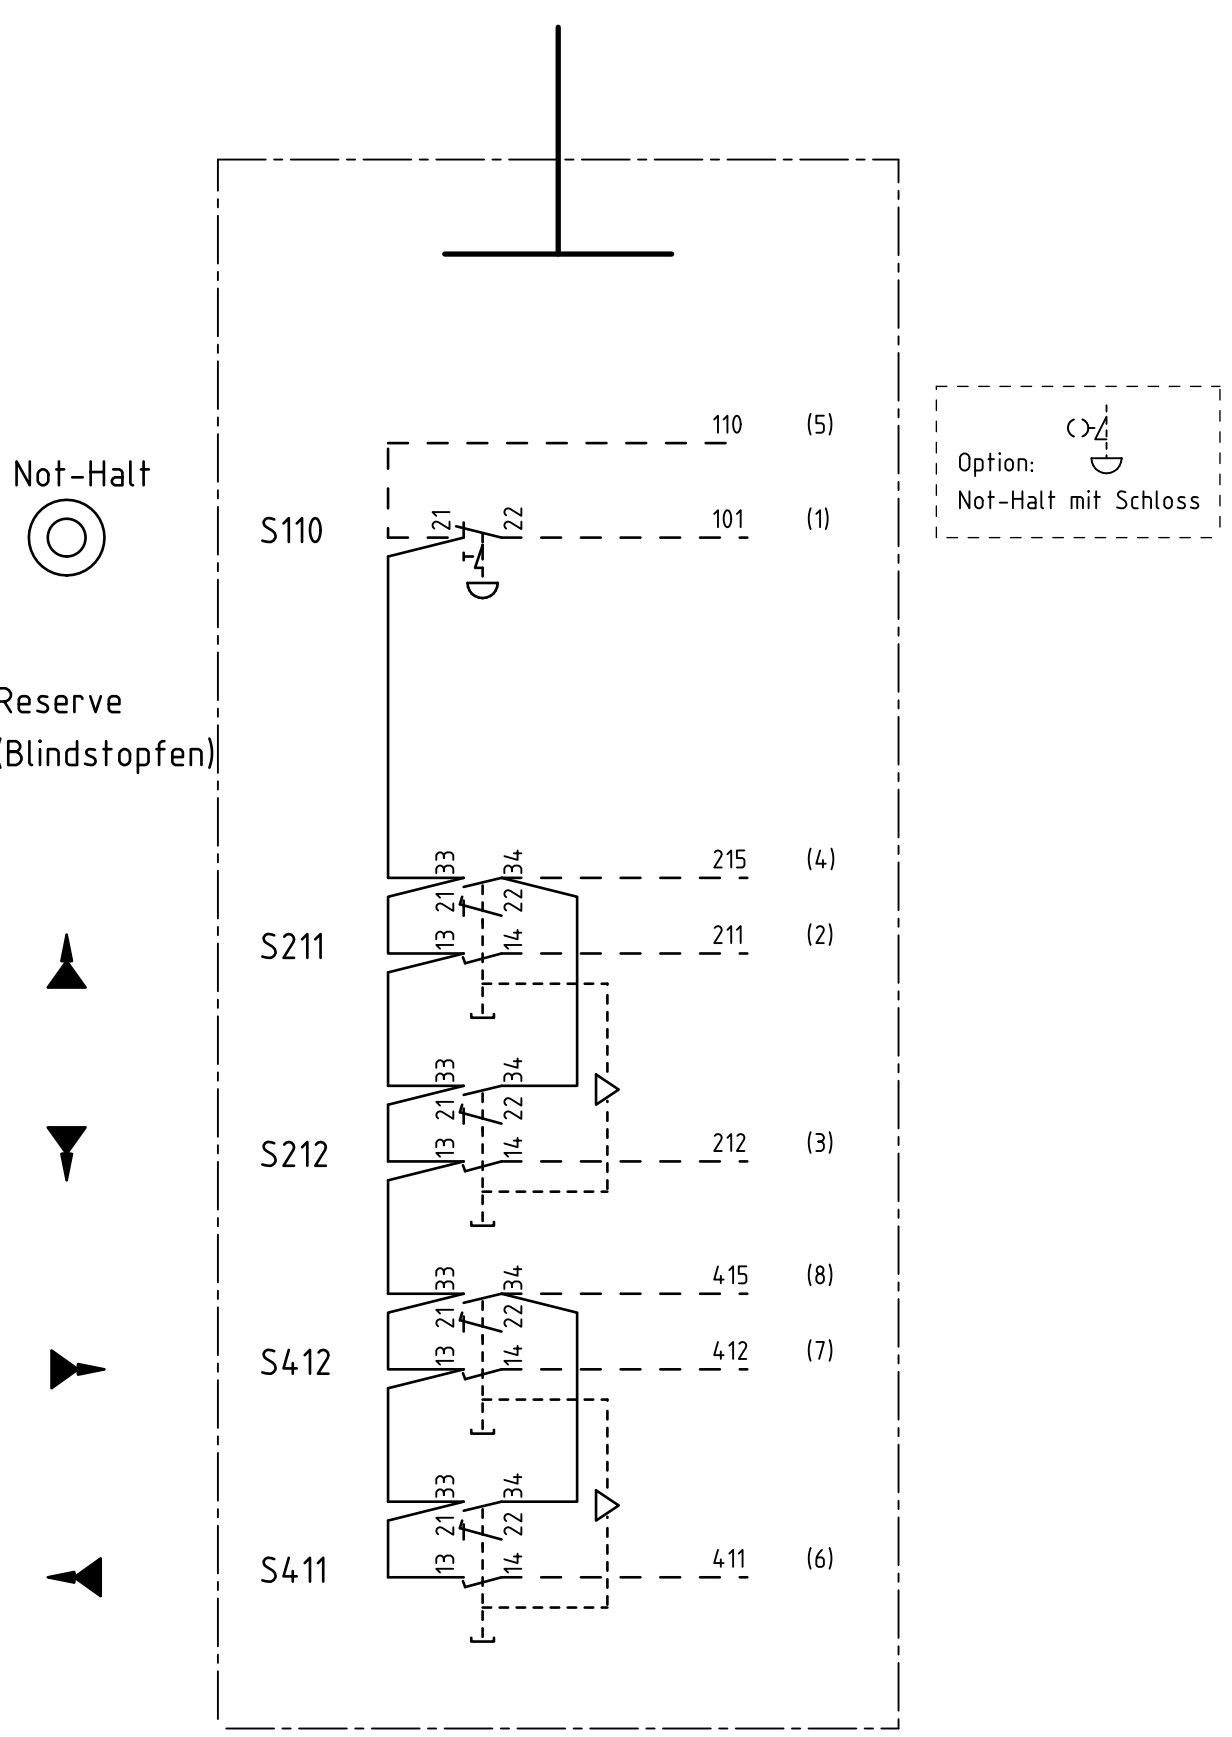 110 (5)
Not-Halt
Option:
Not-Halt mit Schloss
S110 21 22 101 (1)
Reserve
(Blindstopfen)
33 34 215 (4)
21 22
S211 13 14 211 (2)
33 34
21 22
S212 13 14 212 (3)
33 34 415 (8)
21 22
S412 13 14 412 (7)
33 34
21 22
S411 13 14 411 (6)